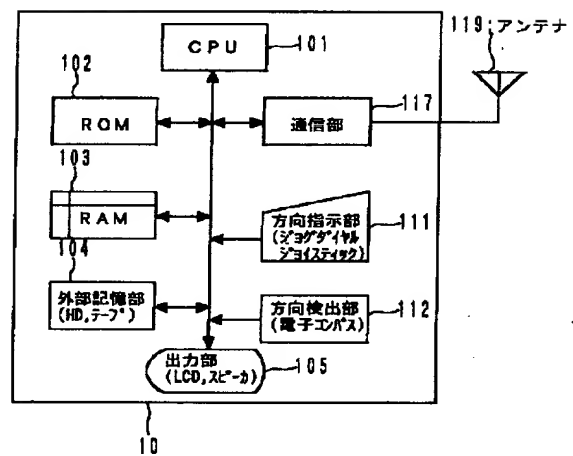 119:アンテナ
CPU
101
102
ROM
117
通信部
103
RAM
104
方向指示部
(ジョグダイヤル
ジョイスティック)
111
外部記憶部
(HD,テープ)
方向検出部
(電子コンパス)
112
出力部
(LCD,スピーカ)
105
10